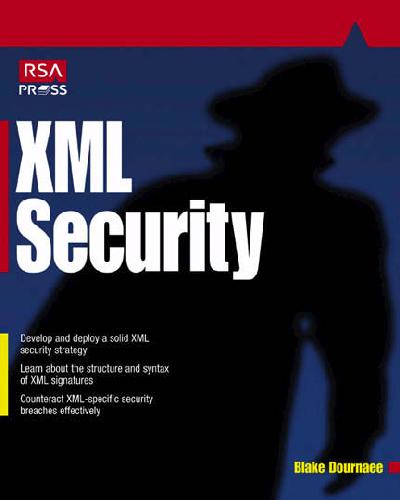 RSA
PRESS
XML
Security
Develop and deploy a solid XML
security strategy
Learn about the structure and syntax
of XML signatures
Counteract XML-specific security
breaches effectively
Blake Dournaee